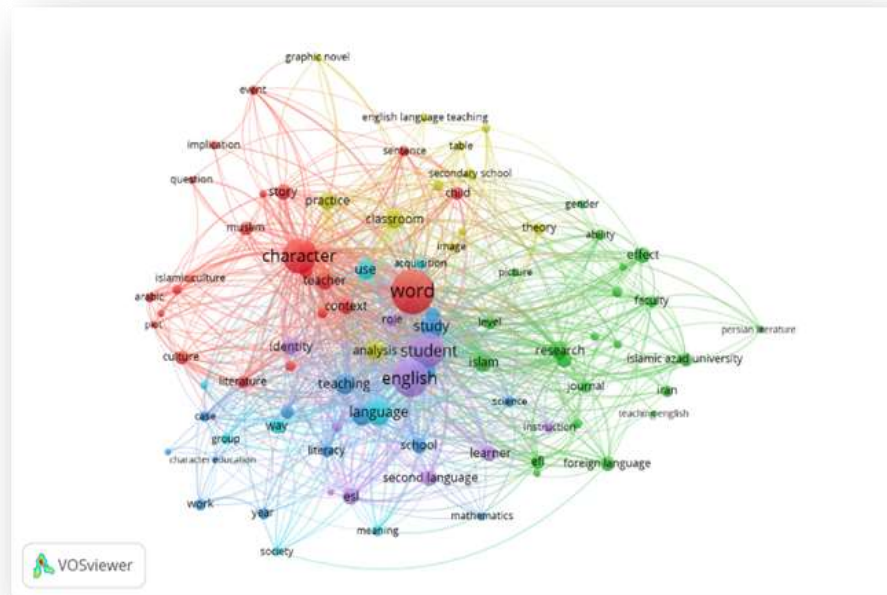 graphic novel
event
english language teaching
implication
sentence
table
secondary school
question
story
practice
child
gender
muslim
classroom
theory
ability
image
character
effect
use
acquisition
picture
islamic culture
teacher
arabic
word
faculty
context
plot
role
study
level
persian literature
identity
analysis
student
research
culture
islam
islamic azad university
english
literature
teaching
journal
iran
science
case
language
teaching english
way
instruction
group
literacy
school
learner
character education
efl
foreign language
second language
work
esl
year
mathematics
meaning
society
VOSviewer